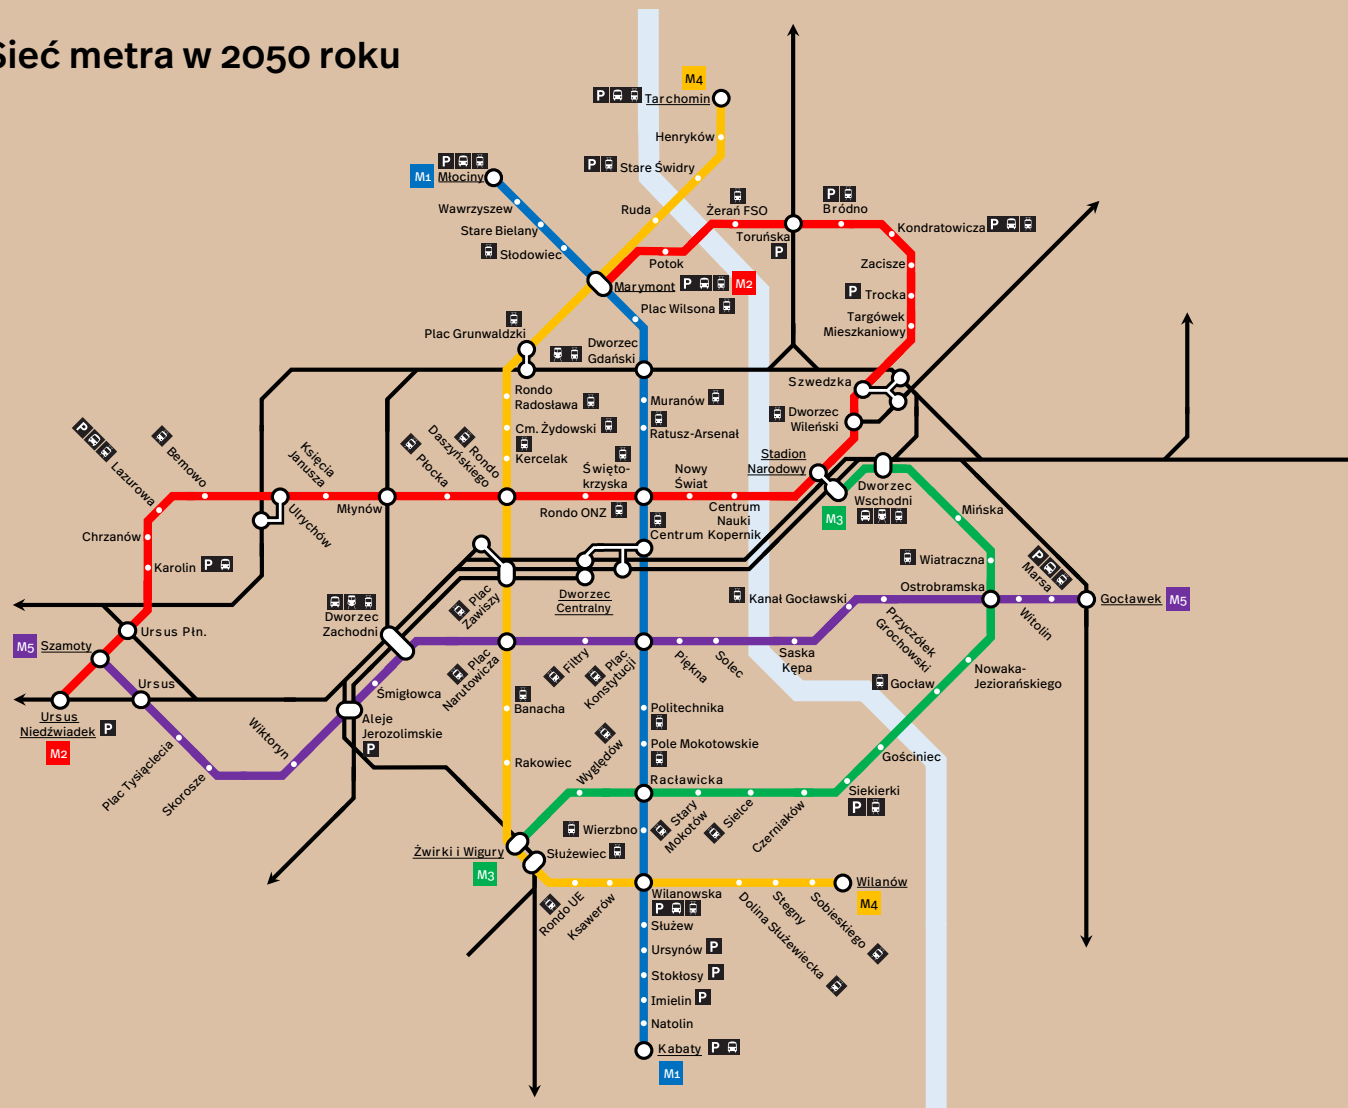 Sieć metra w 2050 roku
M4
P
Tarchomin
Henryków
P
Stare Świdry
P
M1
Młociny
Wawrzyszew
Stare Bielany
Słodowiec
Ruda
Żerań FSO
Toruńska
P
P
Bródno
Kondratowicza
P
Potok
Marymont
P
M2
Zacisze
P
Trocka
Targówek
Mieszkaniowy
Plac Wilsona
Plac Grunwaldzki
Dworzec
Gdański
Szwedzka
Rondo
Radosława
Muranów
Dworzec
Wileński
Cm. Żydowski
Ratusz-Arsenał
Kercelak
Stadion
Narodowy
P
Lazurowa
Bemowo
Księcia
Janusza
Ulrychów
Młynów
Płocka
Rondo
Daszyńskiego
Święto-
krzyska
Nowy
Świat
Rondo ONZ
Centrum
Nauki
Kopernik
Centrum
Dworzec
Wschodni
M3
Mińska
Chrzanów
Karolin
P
Wiatraczna
P
Marsa
Ostrobramska
Gocławek
M5
Witolin
Kanał Gocławski
Przyczółek
Grochowski
Plac
Zawiszy
Dworzec
Centralny
Dworzec
Zachodni
Ursus Płn.
M5
Szamoty
Ursus
Ursus
Niedźwiadek
P
M2
Śmigłowca
Plac
Narutowicza
Filtry
Plac
Konstytucji
Piękna
Solec
Saska
Kępa
Nowaka-
Jeziorańskiego
Gocław
Aleje
Jerozolimskie
P
Wiktoryn
Plac Tysiąclecia
Skorosze
Banacha
Politechnika
Pole Mokotowskie
Rakowiec
Wyględów
Racławicka
Gościniec
Siekierki
P
Stary
Mokotów
Sielce
Czerniaków
Wierzbno
Żwirki i Wigury
M3
Służewiec
Rondo UE
Ksawerów
Wilanowska
P
Wilanów
M4
Dolina Służewiecka
Stegny
Sobieskiego
Służew
Ursynów
P
Stokłosy
P
Imielin
P
Natolin
Kabaty
P
M1